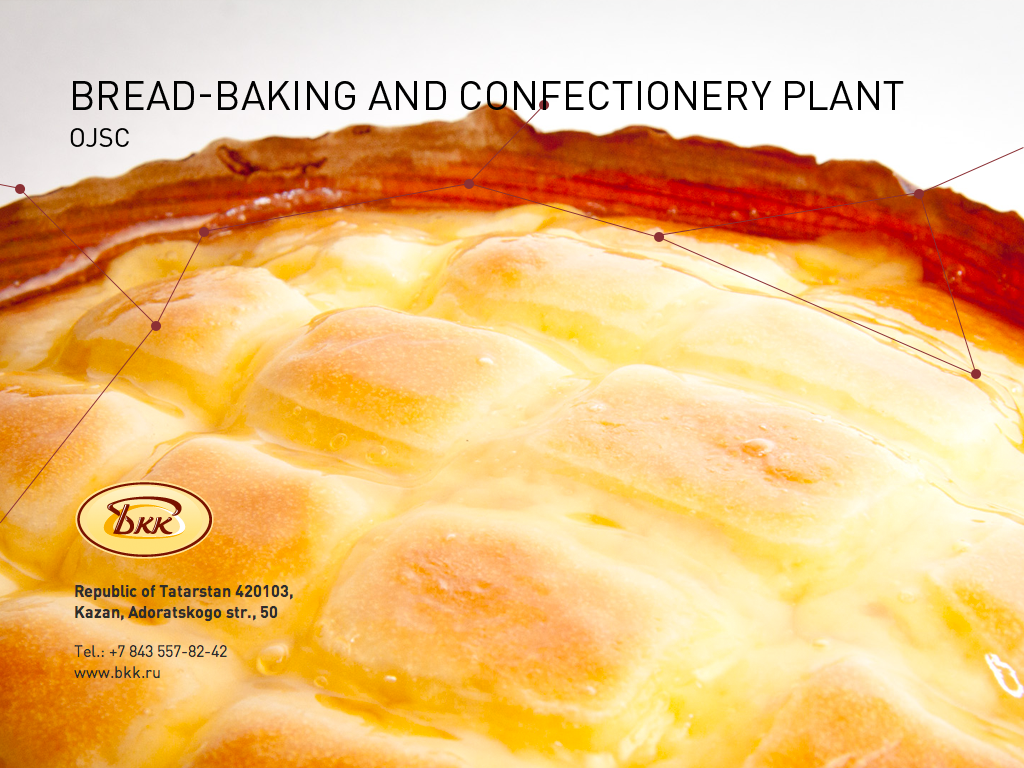 BREAD-BAKING AND CONFECTIONERY PLANT
OJSC
bкк
Republic of Tatarstan 420103,
Kazan, Adoratskogo str., 50
Tel.: +7 843 557-82-42
www.bkk.ru